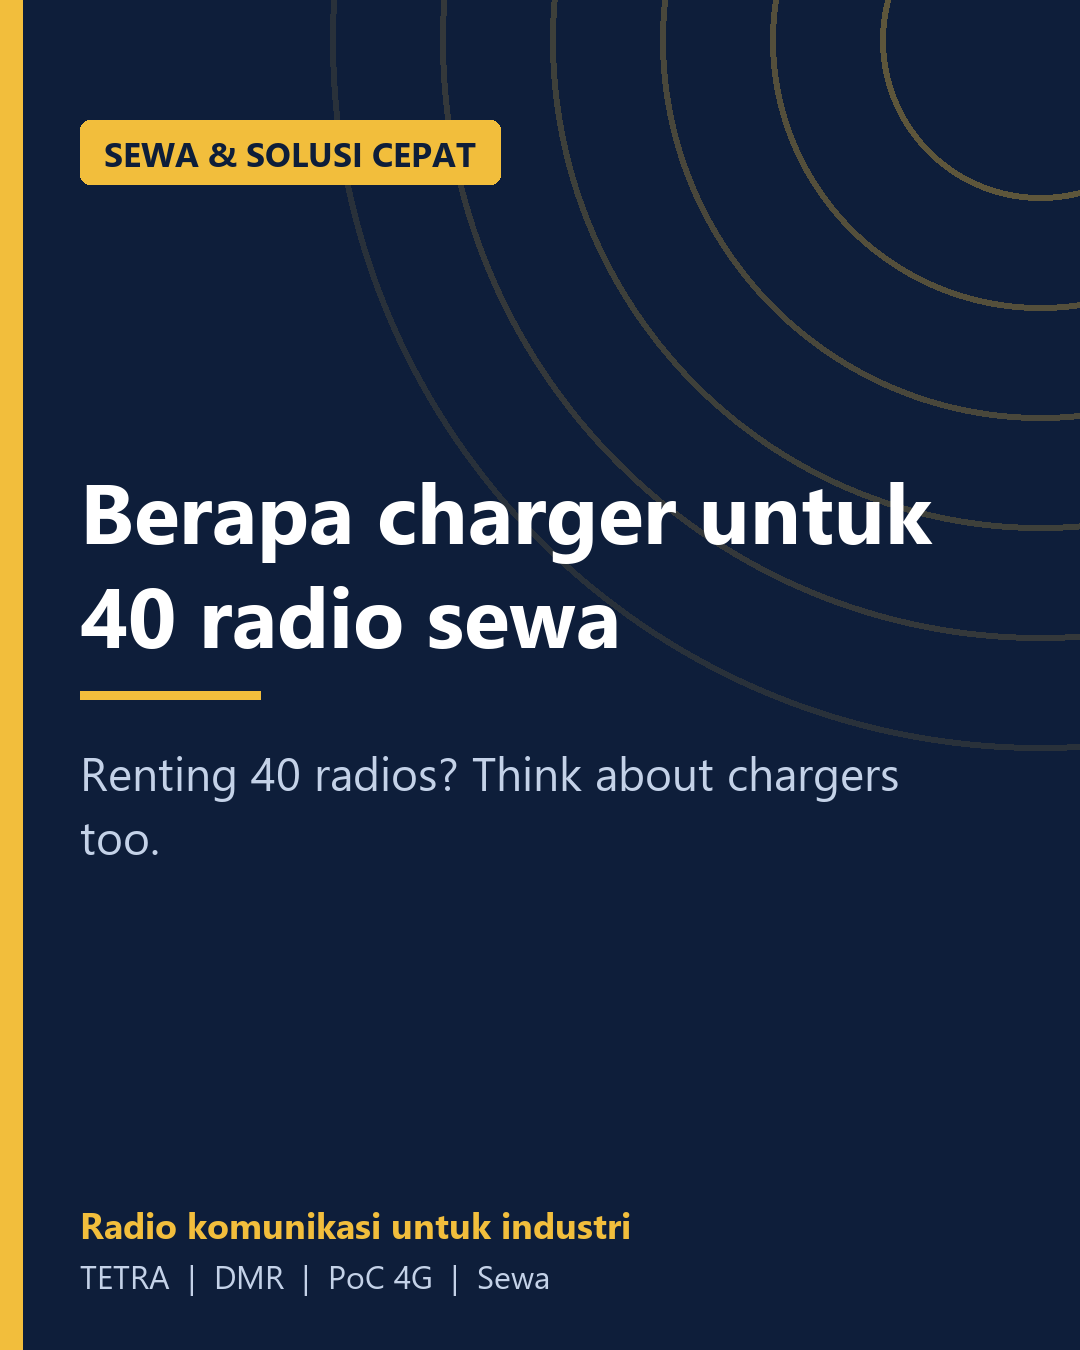 SEWA & SOLUSI CEPAT
Berapa charger untuk
40 radio sewa
Renting 40 radios? Think about chargers
too.
Radio komunikasi untuk industri
TETRA | DMR | PoC 4G | Sewa